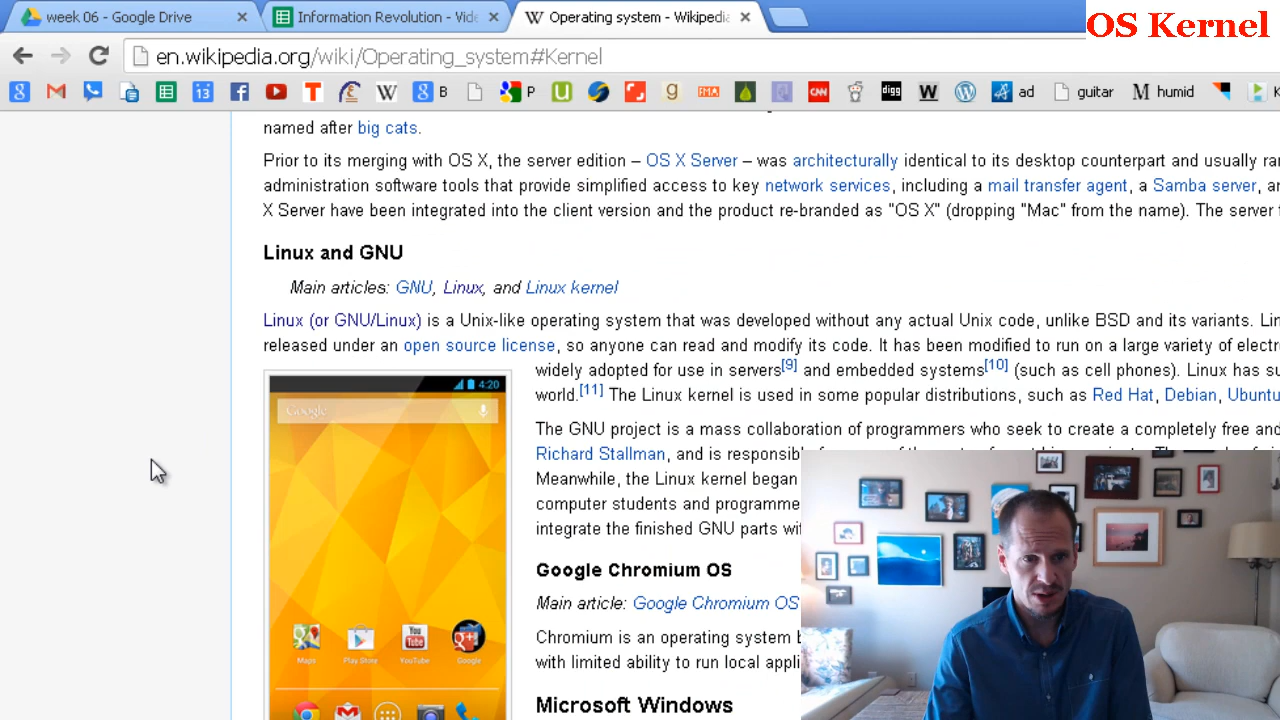 week 06 - Google Drive
Information Revolution - Vide
Operating system - Wikipedia
OS Kernel
en.wikipedia.org/wiki/Operating_system#Kernel
B
P
CNN
digg
W
ad
guitar
M humid
named after big cats.
Prior to its merging with OS X, the server edition – OS X Server – was architecturally identical to its desktop counterpart and usually ra
administration software tools that provide simplified access to key network services, including a mail transfer agent, a Samba server, a
X Server have been integrated into the client version and the product re-branded as "OS X" (dropping "Mac" from the name). The server
Linux and GNU
Main articles: GNU, Linux, and Linux kernel
Linux (or GNU/Linux) is a Unix-like operating system that was developed without any actual Unix code, unlike BSD and its variants. Lin
released under an open source license, so anyone can read and modify its code. It has been modified to run on a large variety of electr
widely adopted for use in servers[9] and embedded systems[10] (such as cell phones). Linux has su
world.[11] The Linux kernel is used in some popular distributions, such as Red Hat, Debian, Ubuntu
The GNU project is a mass collaboration of programmers who seek to create a completely free and
Richard Stallman, and is responsib
Meanwhile, the Linux kernel began
computer students and programme
integrate the finished GNU parts wi
4:20
Google
Maps
Play Store
YouTube
Google
Google Chromium OS
Main article: Google Chromium OS
Chromium is an operating system b
with limited ability to run local appli
Microsoft Windows